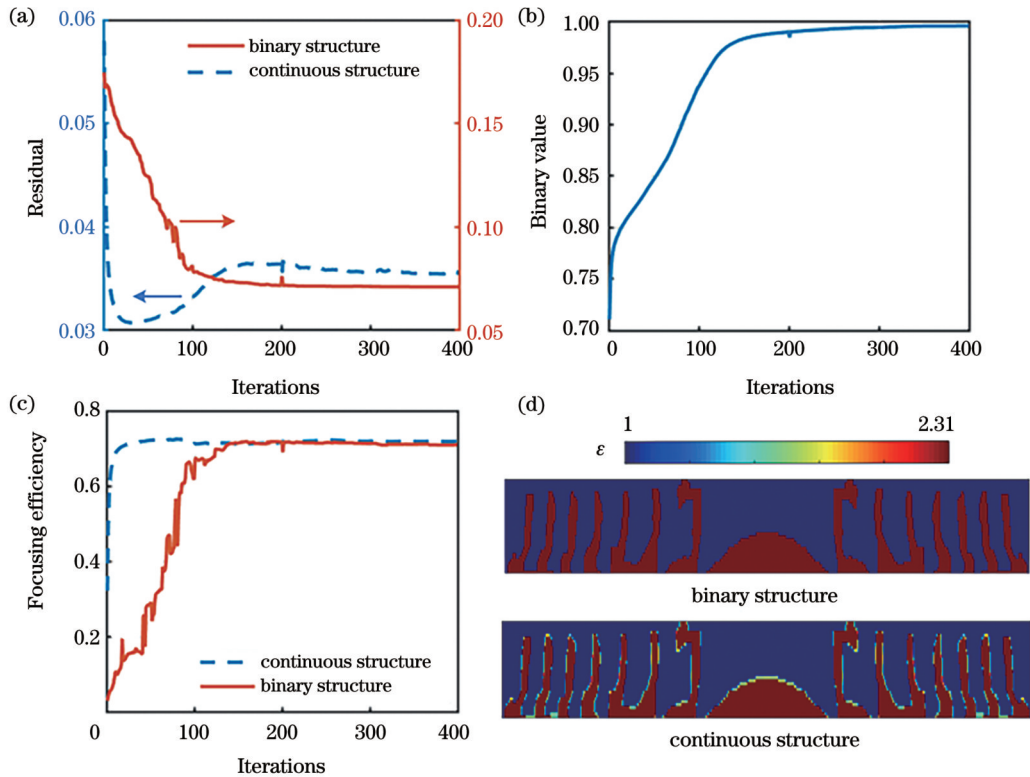 (a)
0.06
0.05
0.04
0.03
Residual
0.20
0.15
0.10
0.05
binary structure
continuous structure
0
100
200
300
400
Iterations
(b)
1.00
0.95
0.90
0.85
0.80
0.75
0.70
Binary value
0
100
200
300
400
Iterations
(c)
0.8
0.6
0.4
0.2
Focusing efficiency
continuous structure
binary structure
0
100
200
300
400
Iterations
(d)
1
2.31
ε
binary structure
continuous structure